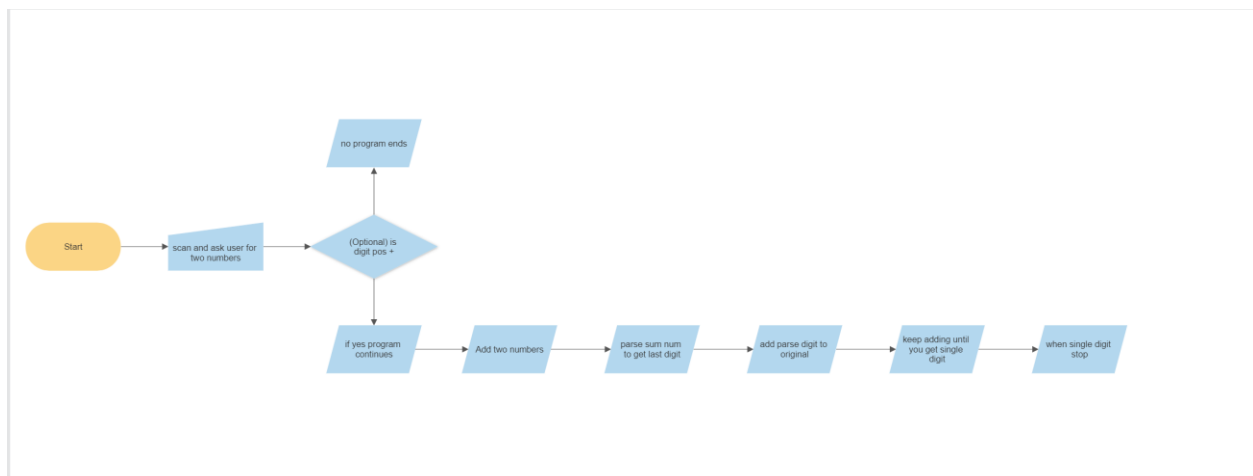 no program ends
Start
scan and ask user for
two numbers
(Optional) is
digit pos +
if yes program
continues
Add two numbers
parse sum num
to get last digit
add parse digit to
original
keep adding until
you get single
digit
when single digit
stop